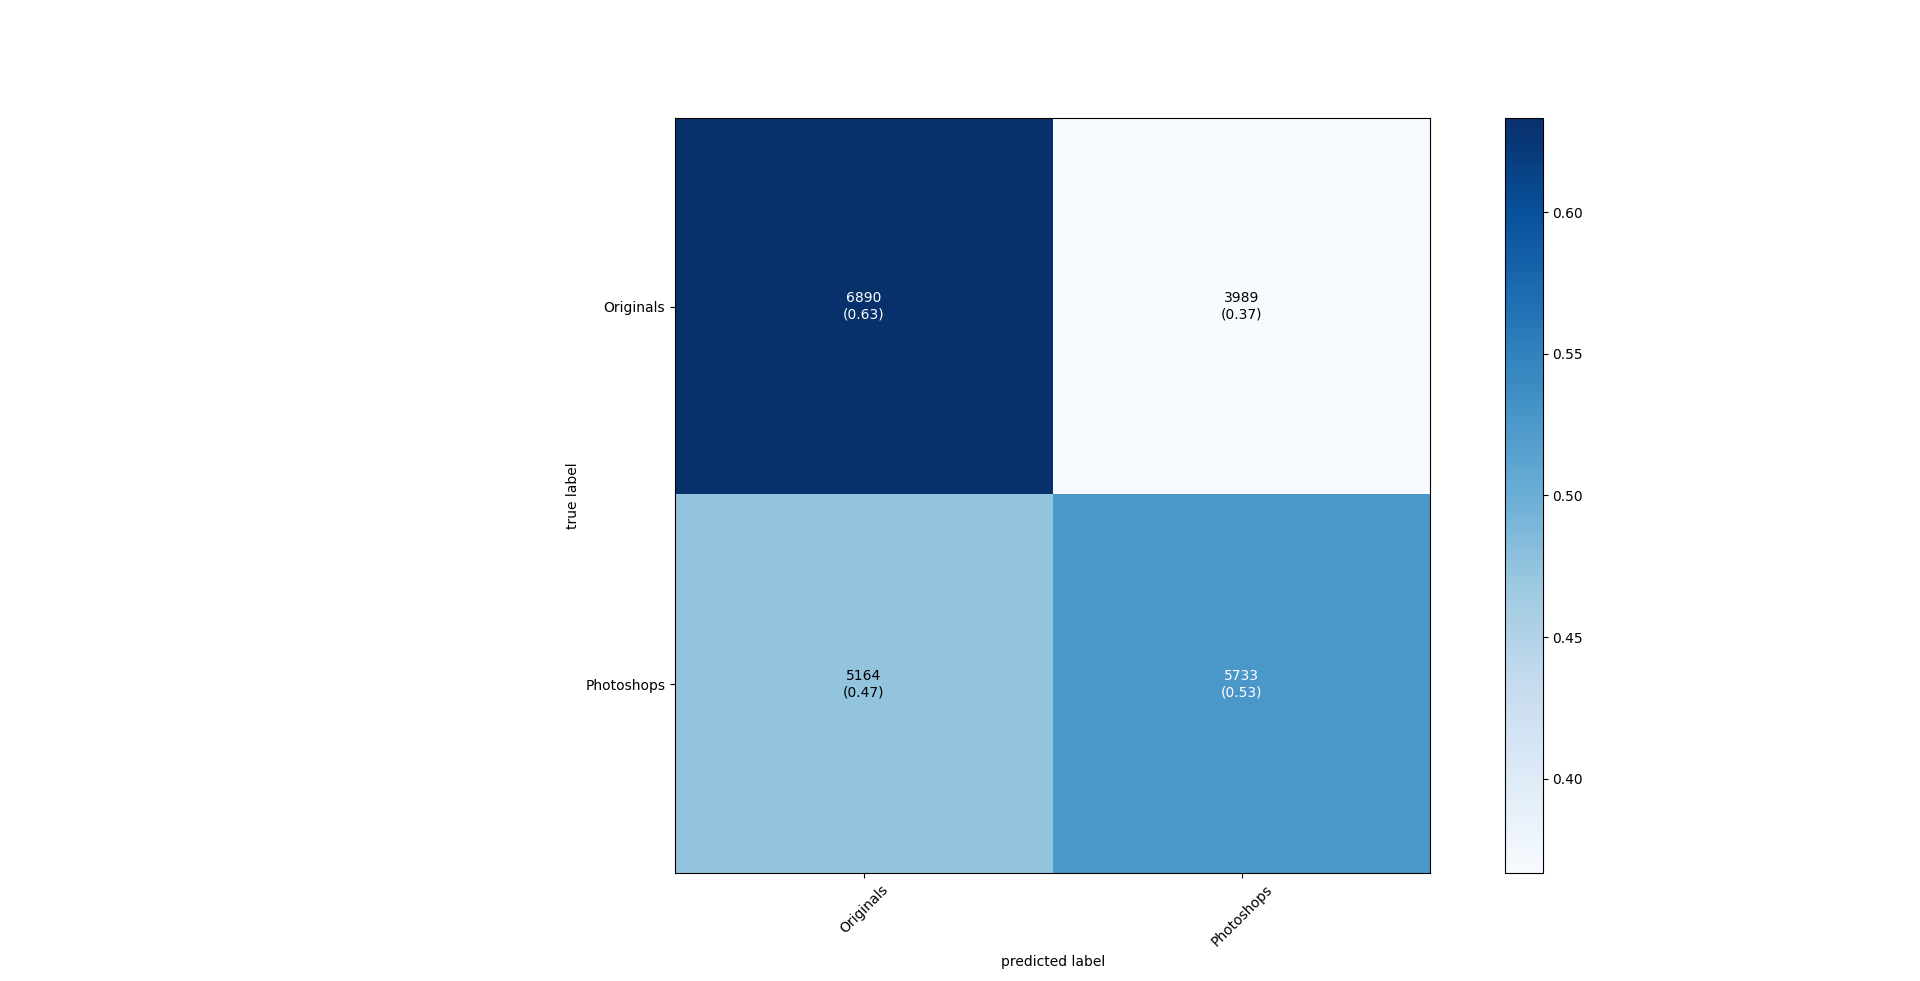 Originals
6890
(0.63)
3989
(0.37)
true label
Photoshops
5164
(0.47)
5733
(0.53)
Originals
Photoshops
predicted label
0.60
0.55
0.50
0.45
0.40